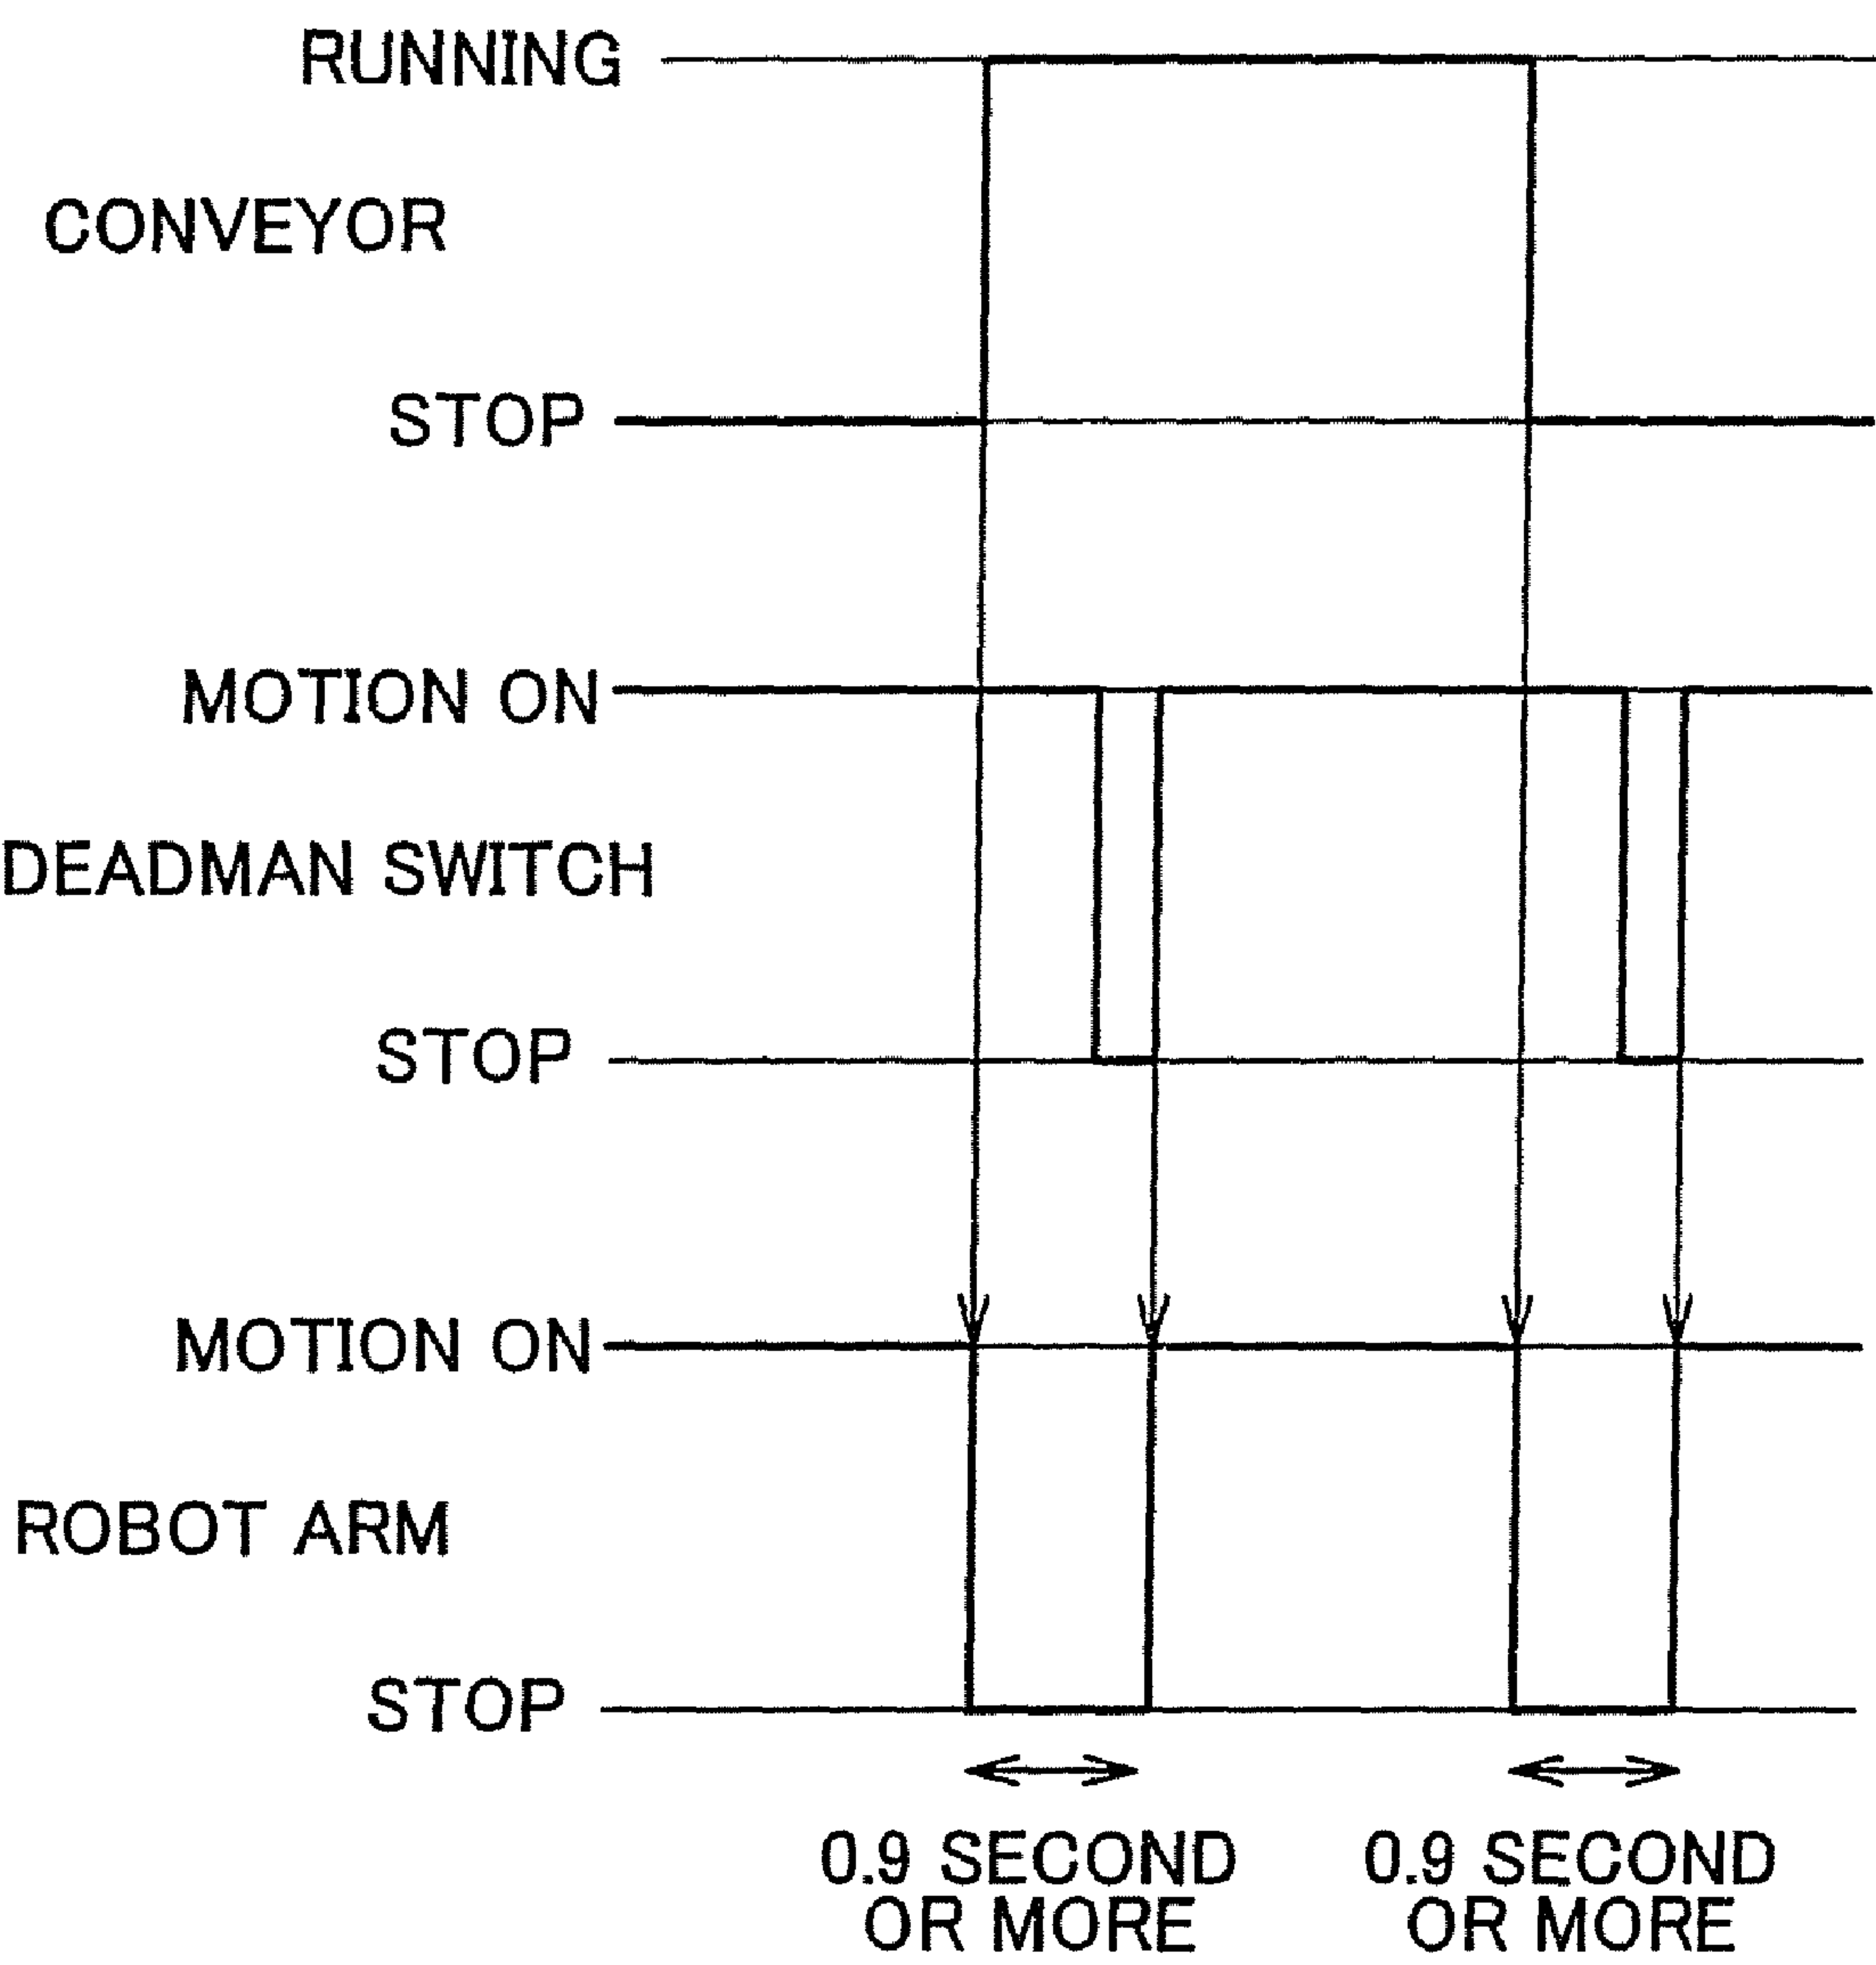 RUNNING
CONVEYOR
STOP
MOTION ON
DEADMAN SWITCH
STOP
MOTION ON
ROBOT ARM
STOP
0.9 SECOND
OR MORE
0.9 SECOND
OR MORE